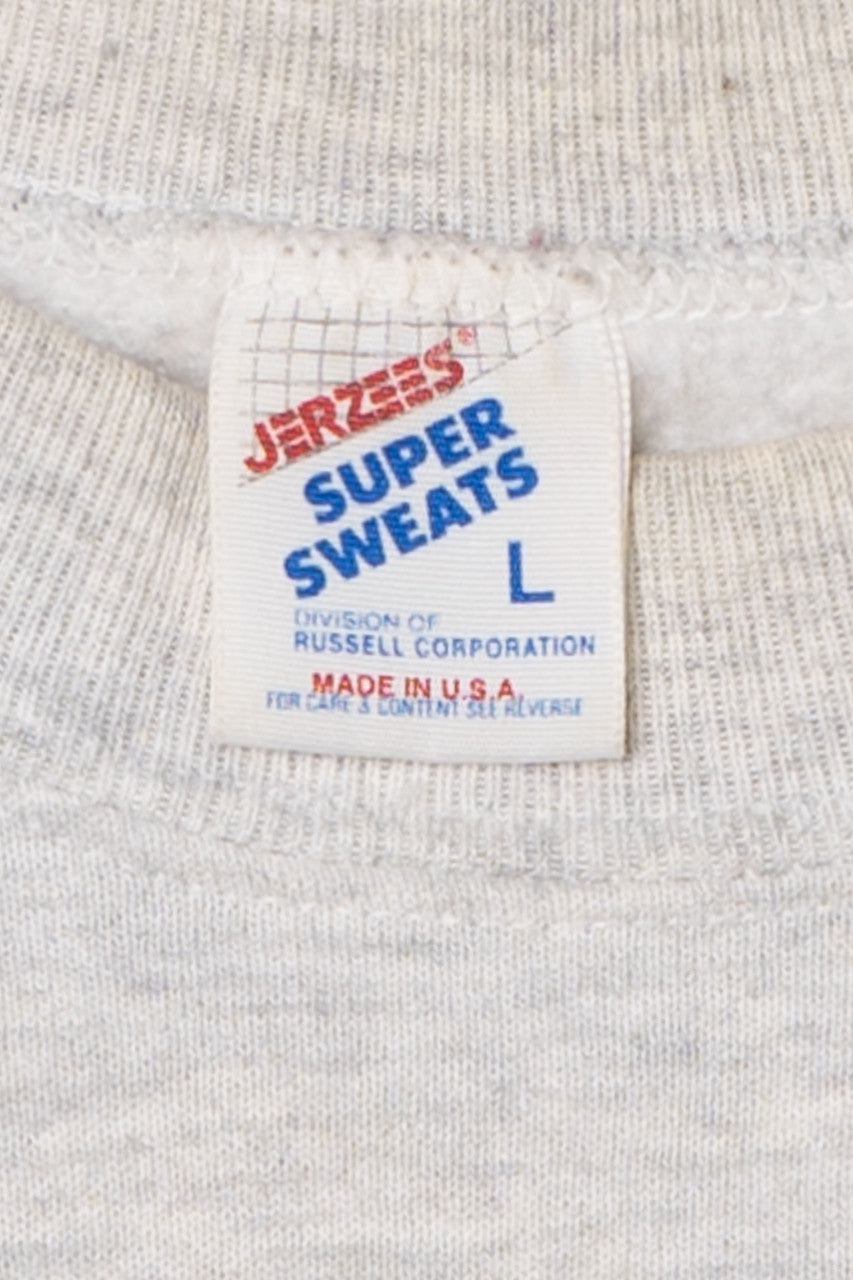 JERZEES®
SUPER
SWEATS
L
DIVISION OF
RUSSELL CORPORATION
MADE IN U.S.A.
FOR CARE & CONTENT SEE REVERSE